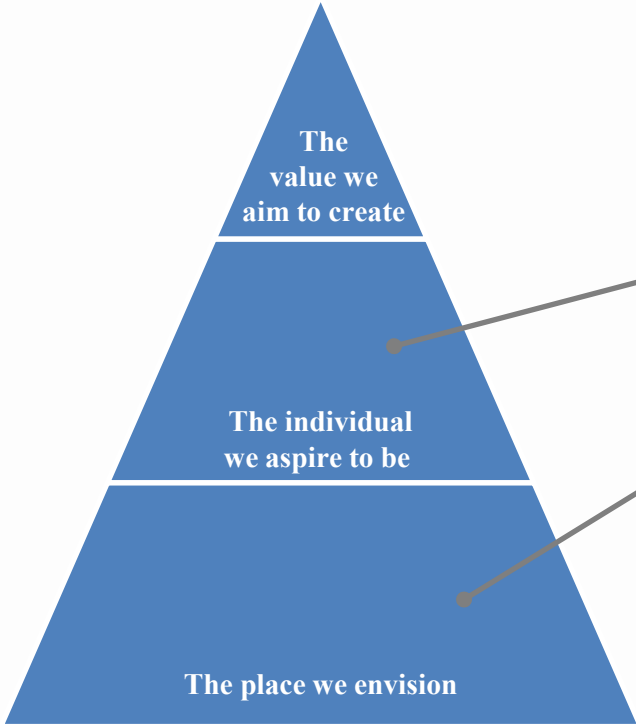 The
value we
aim to create
The individual
we aspire to be
The place we envision